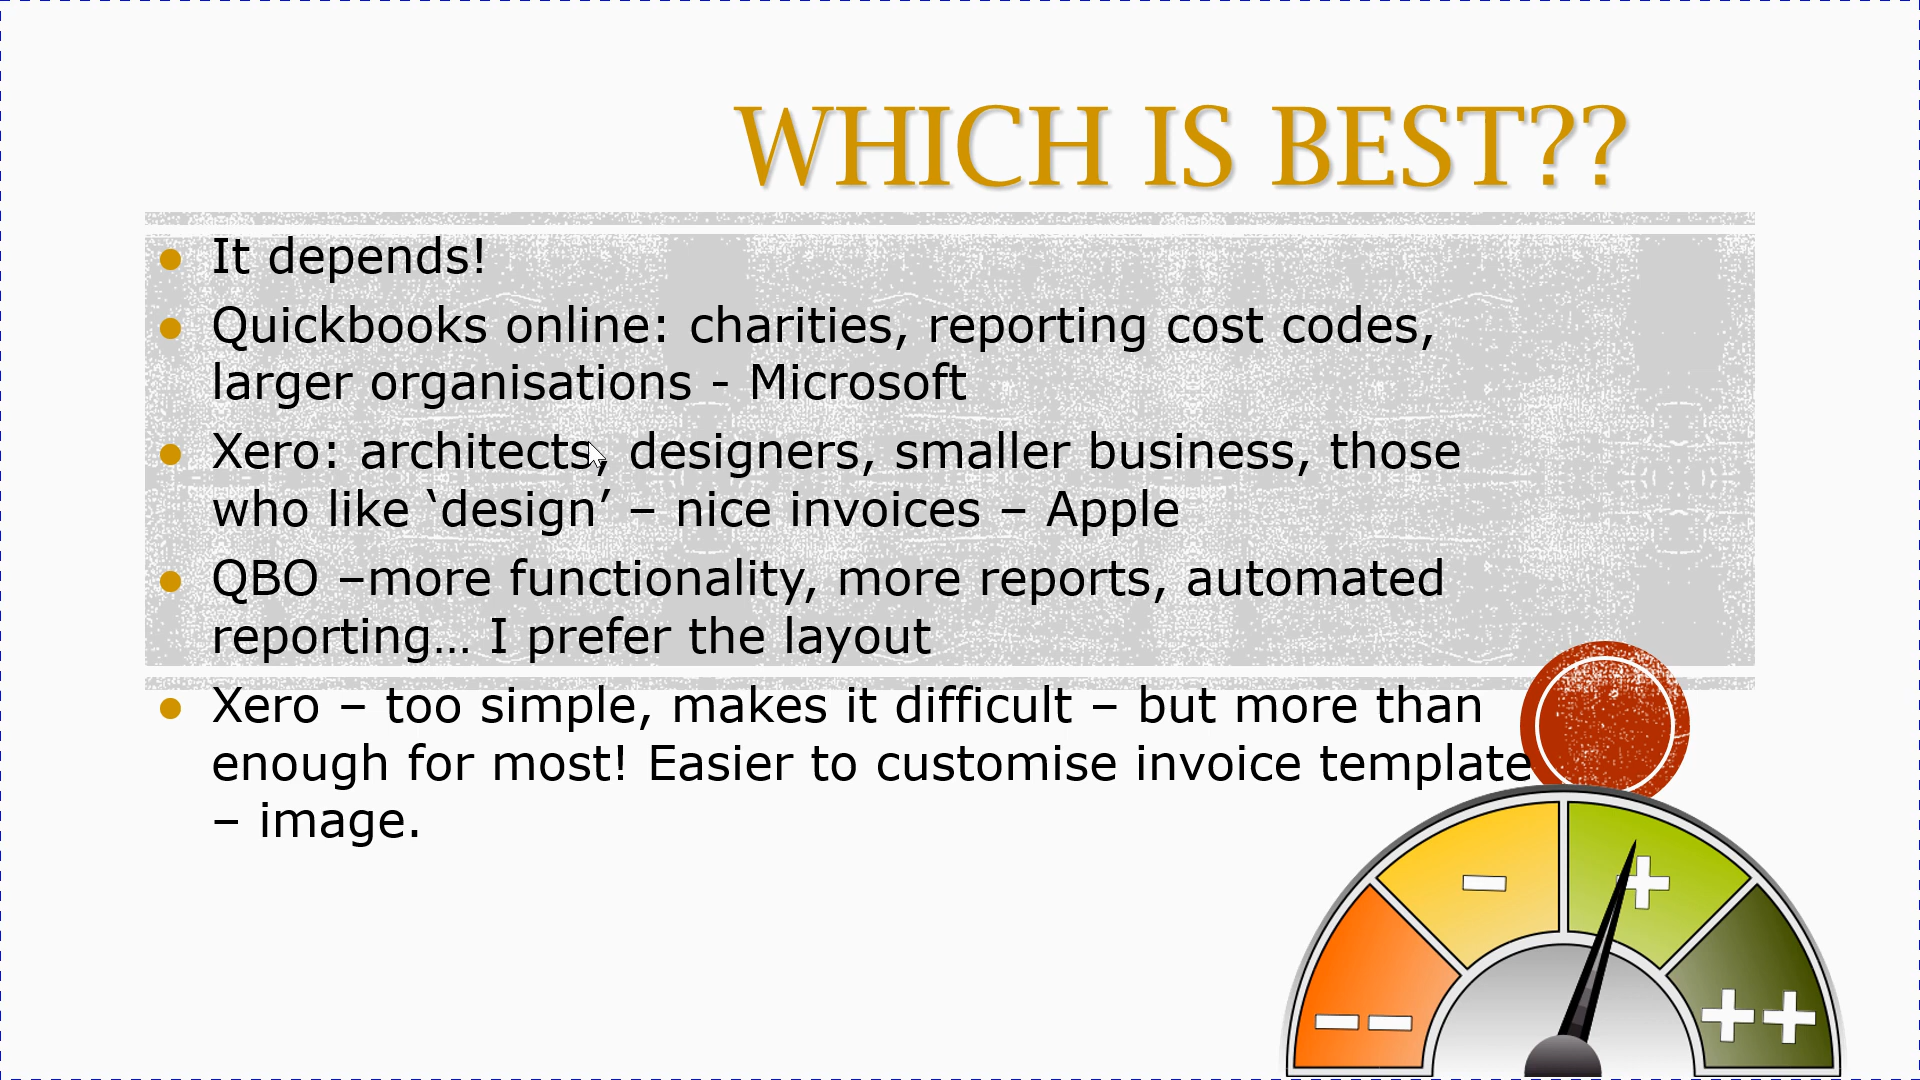 WHICH IS BEST??
It depends!
Quickbooks online: charities, reporting cost codes,
larger organisations - Microsoft
Xero: architects, designers, smaller business, those
who like ‘design’ – nice invoices – Apple
QBO –more functionality, more reports, automated
reporting… I prefer the layout
Xero – too simple, makes it difficult – but more than
enough for most! Easier to customise invoice template
– image.